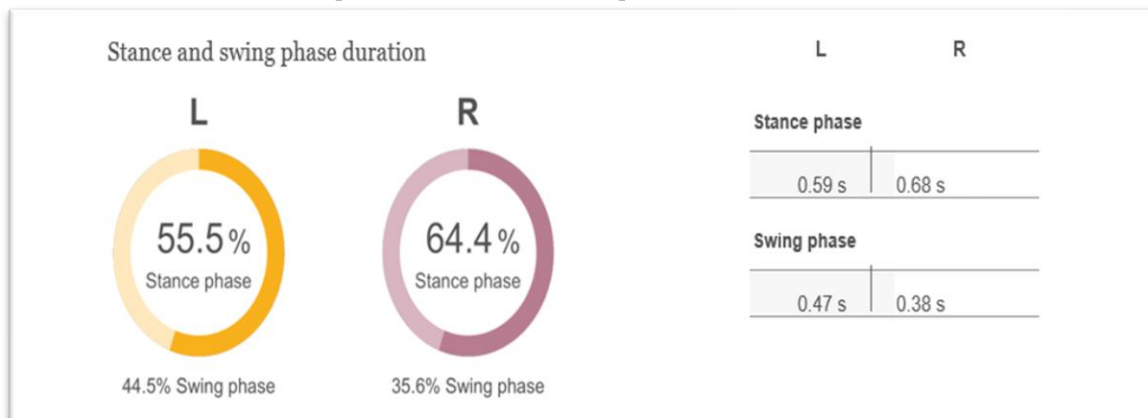 Stance and swing phase duration
L R
55.5%
Stance phase
44.5% Swing phase
64.4%
Stance phase
35.6% Swing phase
L R
Stance phase
0.59 s 0.68 s
Swing phase
0.47 s 0.38 s